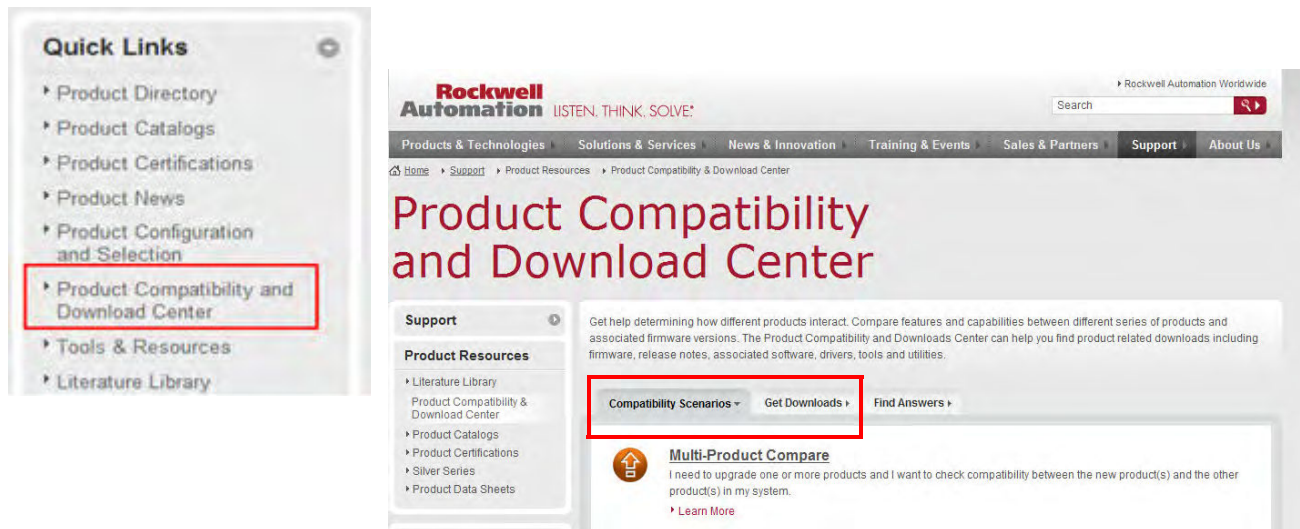 Quick Links
Product Directory
Product Catalogs
Product Certifications
Product News
Product Configuration
and Selection
Product Compatibility and
Download Center
Tools & Resources
Literature Library
Rockwell
Automation
LISTEN. THINK. SOLVE.®
Rockwell Automation Worldwide
Search
Products & Technologies
Solutions & Services
News & Innovation
Training & Events
Sales & Partners
Support
About Us
Home
Support
Product Resources
Product Compatibility & Download Center
Product Compatibility
and Download Center
Support
Product Resources
Literature Library
Product Compatibility &
Download Center
Product Catalogs
Product Certifications
Silver Series
Product Data Sheets
Get help determining how different products interact. Compare features and capabilities between different series of products and
associated firmware versions. The Product Compatibility and Downloads Center can help you find product related downloads including
firmware, release notes, associated software, drivers, tools and utilities.
Compatibility Scenarios
Get Downloads
Find Answers
Multi-Product Compare
I need to upgrade one or more products and I want to check compatibility between the new product(s) and the other
product(s) in my system.
Learn More